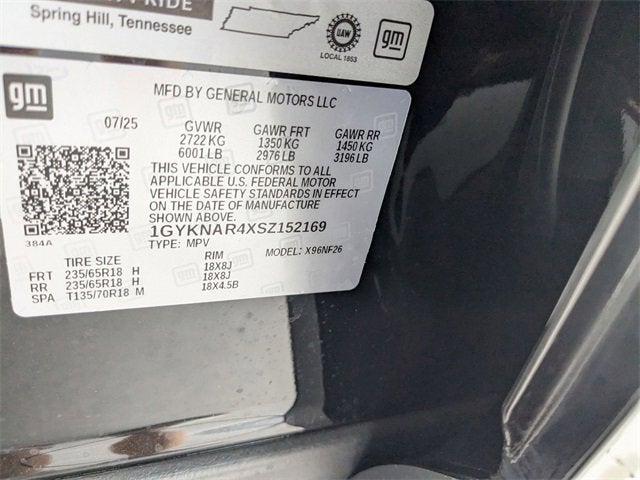 RIDE
Spring Hill, Tennessee
UAW
LOCAL 1853
gm
gm
MFD BY GENERAL MOTORS LLC
07/25 GVWR GAWR FRT GAWR RR
2722 KG 1350 KG 1450 KG
6001 LB 2976 LB 3196 LB
THIS VEHICLE CONFORMS TO ALL
APPLICABLE U.S. FEDERAL MOTOR
VEHICLE SAFETY STANDARDS IN EFFECT
ON THE DATE OF MANUFACTURE
SHOWN ABOVE.
1GYKNAR4XSZ152169
384A
TYPE: MPV MODEL: X96NF26
TIRE SIZE RIM
FRT 235/65R18 H 18X8J
RR 235/65R18 H 18X8J
SPA T135/70R18 M 18X4.5B